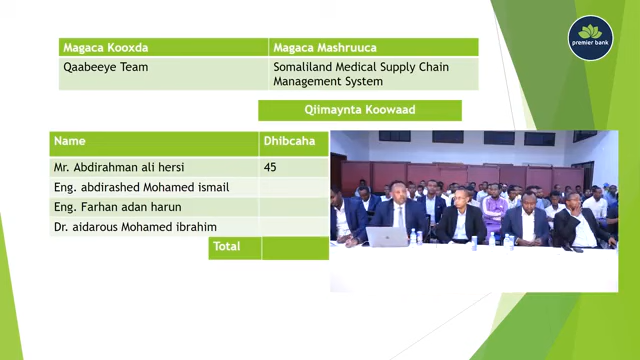 premier bank
Magaca Kooxda Magaca Mashruuca
Qaabeeye Team Somaliland Medical Supply Chain
Management System
Qiimaynta Koowaad
Name Dhibcaha
Mr. Abdirahman ali hersi 45
Eng. abdirashed Mohamed ismail
Eng. Farhan adan harun
Dr. aidarous Mohamed ibrahim
Total